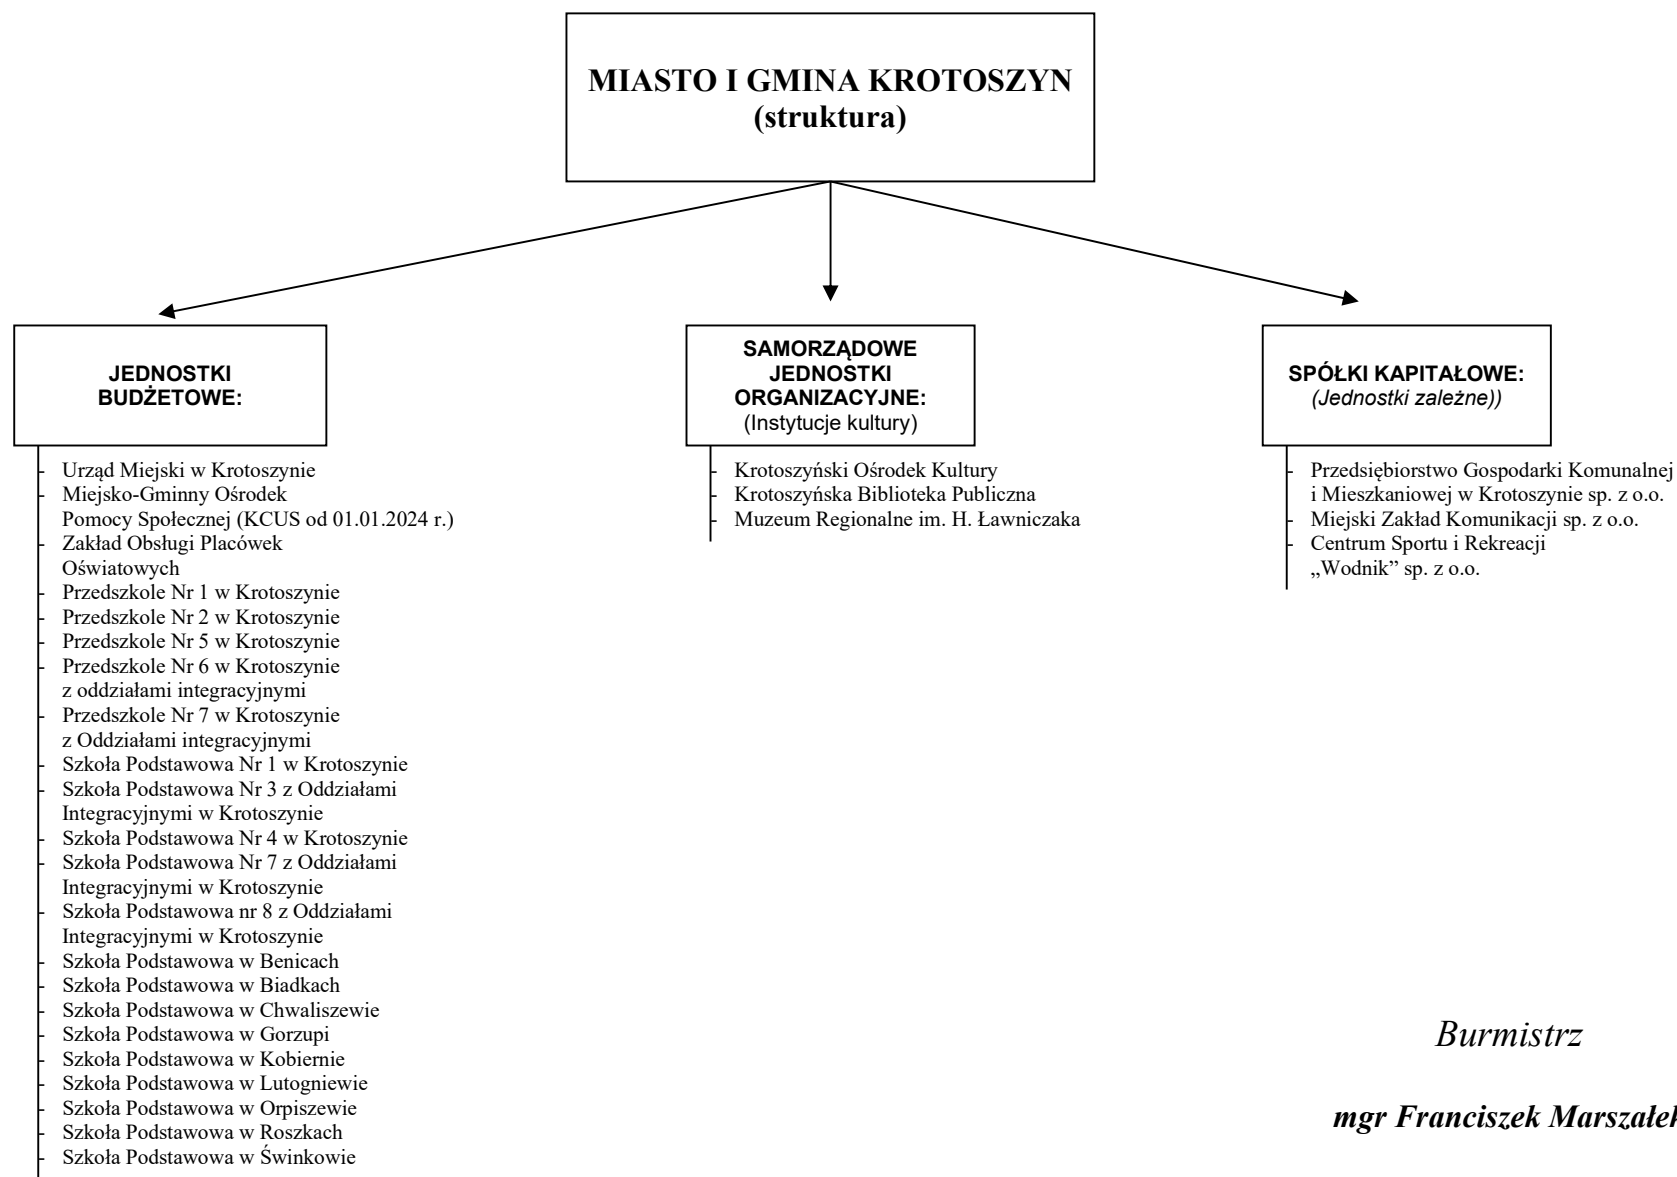 MIASTO I GMINA KROTOSZYN
(struktura)
JEDNOSTKI
BUDŻETOWE:
- Urząd Miejski w Krotoszynie
- Miejsko-Gminny Ośrodek
Pomocy Społecznej (KCUS od 01.01.2024 r.)
- Zakład Obsługi Placówek
Oświatowych
- Przedszkole Nr 1 w Krotoszynie
- Przedszkole Nr 2 w Krotoszynie
- Przedszkole Nr 5 w Krotoszynie
- Przedszkole Nr 6 w Krotoszynie
z oddziałami integracyjnymi
- Przedszkole Nr 7 w Krotoszynie
z Oddziałami integracyjnymi
- Szkoła Podstawowa Nr 1 w Krotoszynie
- Szkoła Podstawowa Nr 3 z Oddziałami
Integracyjnymi w Krotoszynie
- Szkoła Podstawowa Nr 4 w Krotoszynie
- Szkoła Podstawowa Nr 7 z Oddziałami
Integracyjnymi w Krotoszynie
- Szkoła Podstawowa nr 8 z Oddziałami
Integracyjnymi w Krotoszynie
- Szkoła Podstawowa w Benicach
- Szkoła Podstawowa w Biadkach
- Szkoła Podstawowa w Chwaliszewie
- Szkoła Podstawowa w Gorzupi
- Szkoła Podstawowa w Kobiernie
- Szkoła Podstawowa w Lutogniewie
- Szkoła Podstawowa w Orpiszewie
- Szkoła Podstawowa w Roszkach
- Szkoła Podstawowa w Świnkowie
SAMORZĄDOWE
JEDNOSTKI
ORGANIZACYJNE:
(Instytucje kultury)
- Krotoszyński Ośrodek Kultury
- Krotoszyńska Biblioteka Publiczna
- Muzeum Regionalne im. H. Ławniczaka
SPÓŁKI KAPITAŁOWE:
(Jednostki zależne))
- Przedsiębiorstwo Gospodarki Komunalnej
i Mieszkaniowej w Krotoszynie sp. z o.o.
- Miejski Zakład Komunikacji sp. z o.o.
- Centrum Sportu i Rekreacji
„Wodnik” sp. z o.o.
Burmistrz
mgr Franciszek Marszałek